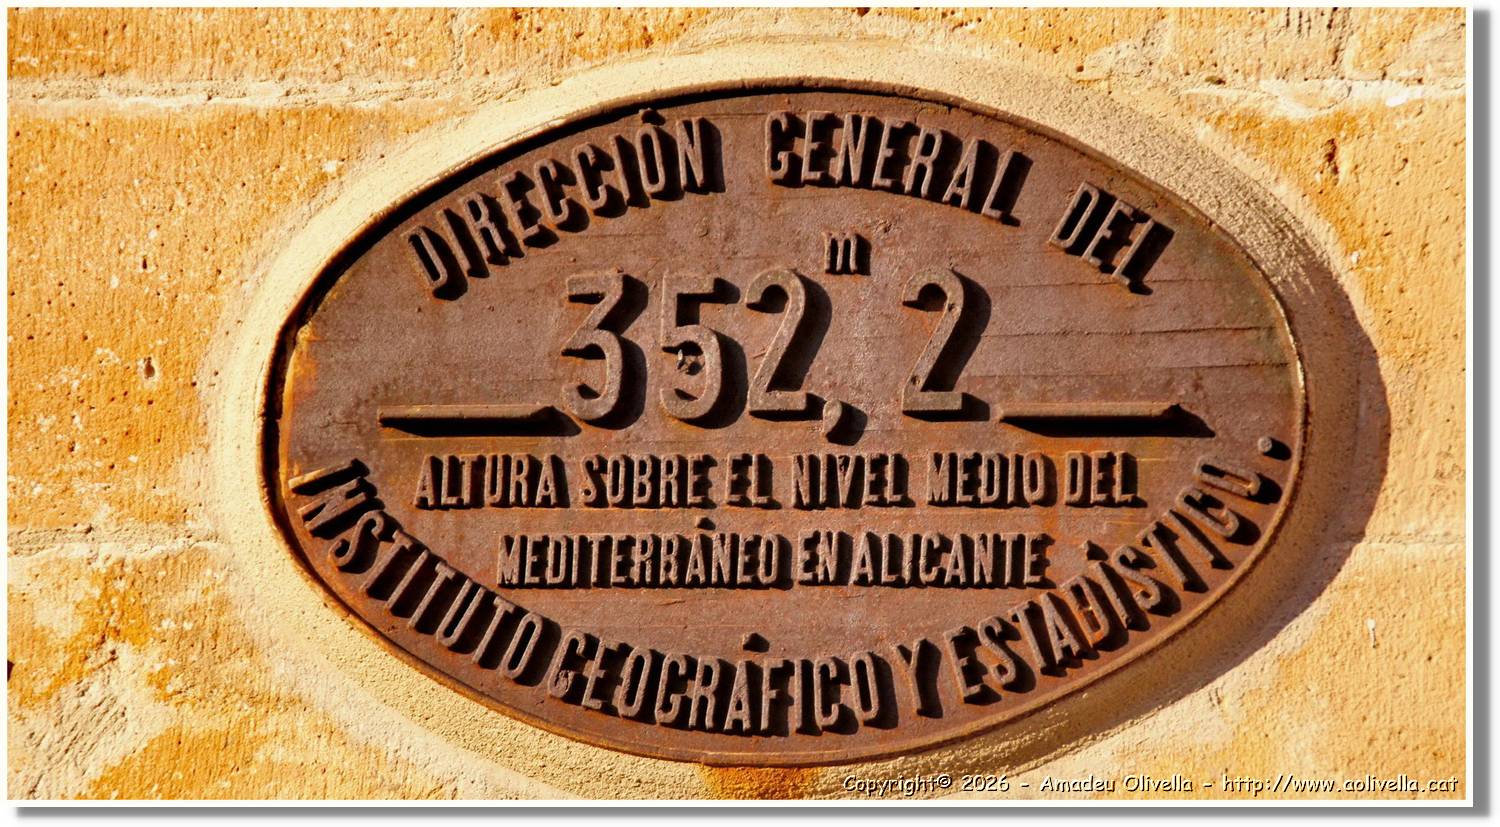 DIRECCIÓN GENERAL DEL
m
352,2
ALTURA SOBRE EL NIVEL MEDIO DEL
MEDITERRÁNEO EN ALICANTE
INSTITUTO GEOGRÁFICO Y ESTADÍSTICO.
Copyright© 2026 - Amadeu Olivella - http://www.aolivella.cat